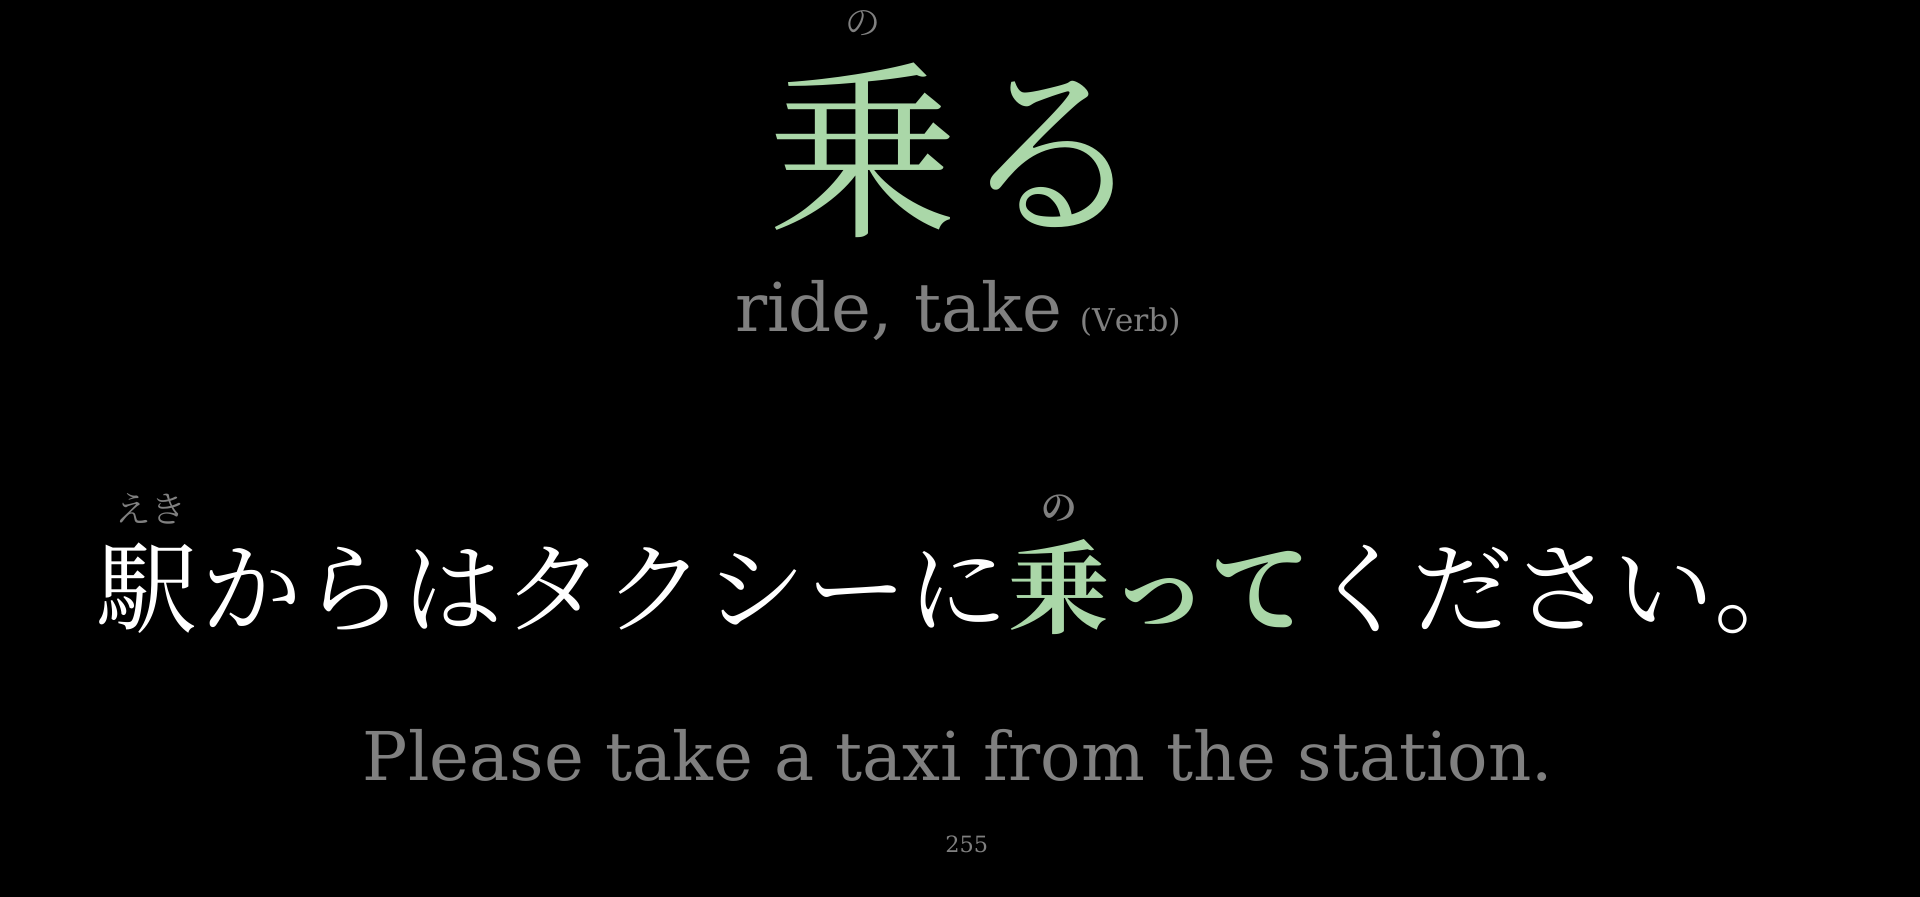 の
乗る
ride, take (Verb)
えき の
駅からはタクシーに乗ってください。
Please take a taxi from the station.
255